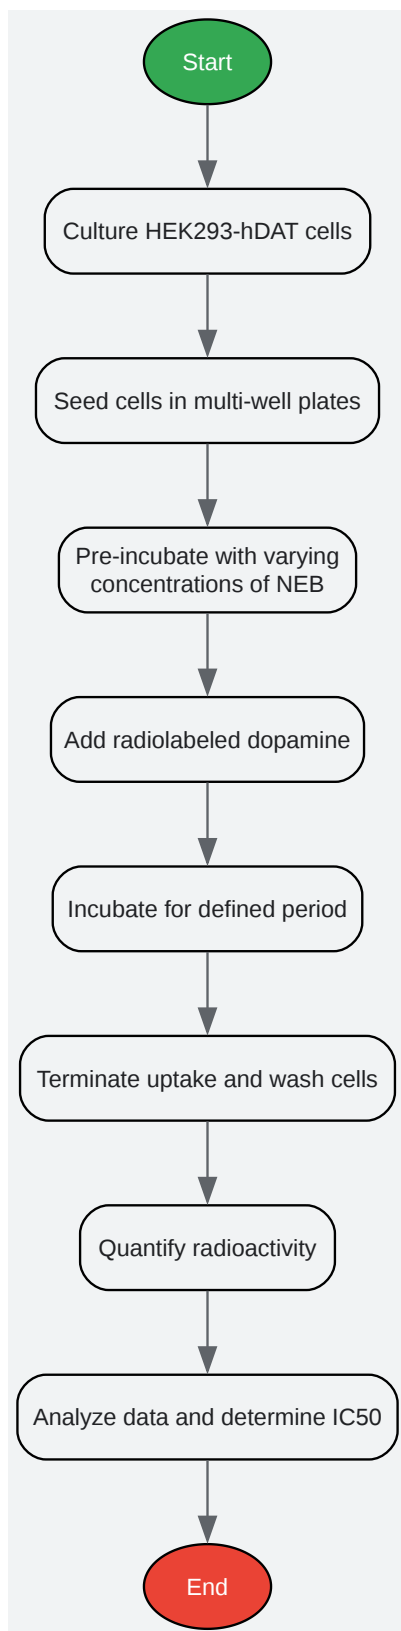 Start
Culture HEK293-hDAT cells
Seed cells in multi-well plates
Pre-incubate with varying
concentrations of NEB
Add radiolabeled dopamine
Incubate for defined period
Terminate uptake and wash cells
Quantify radioactivity
Analyze data and determine IC50
End